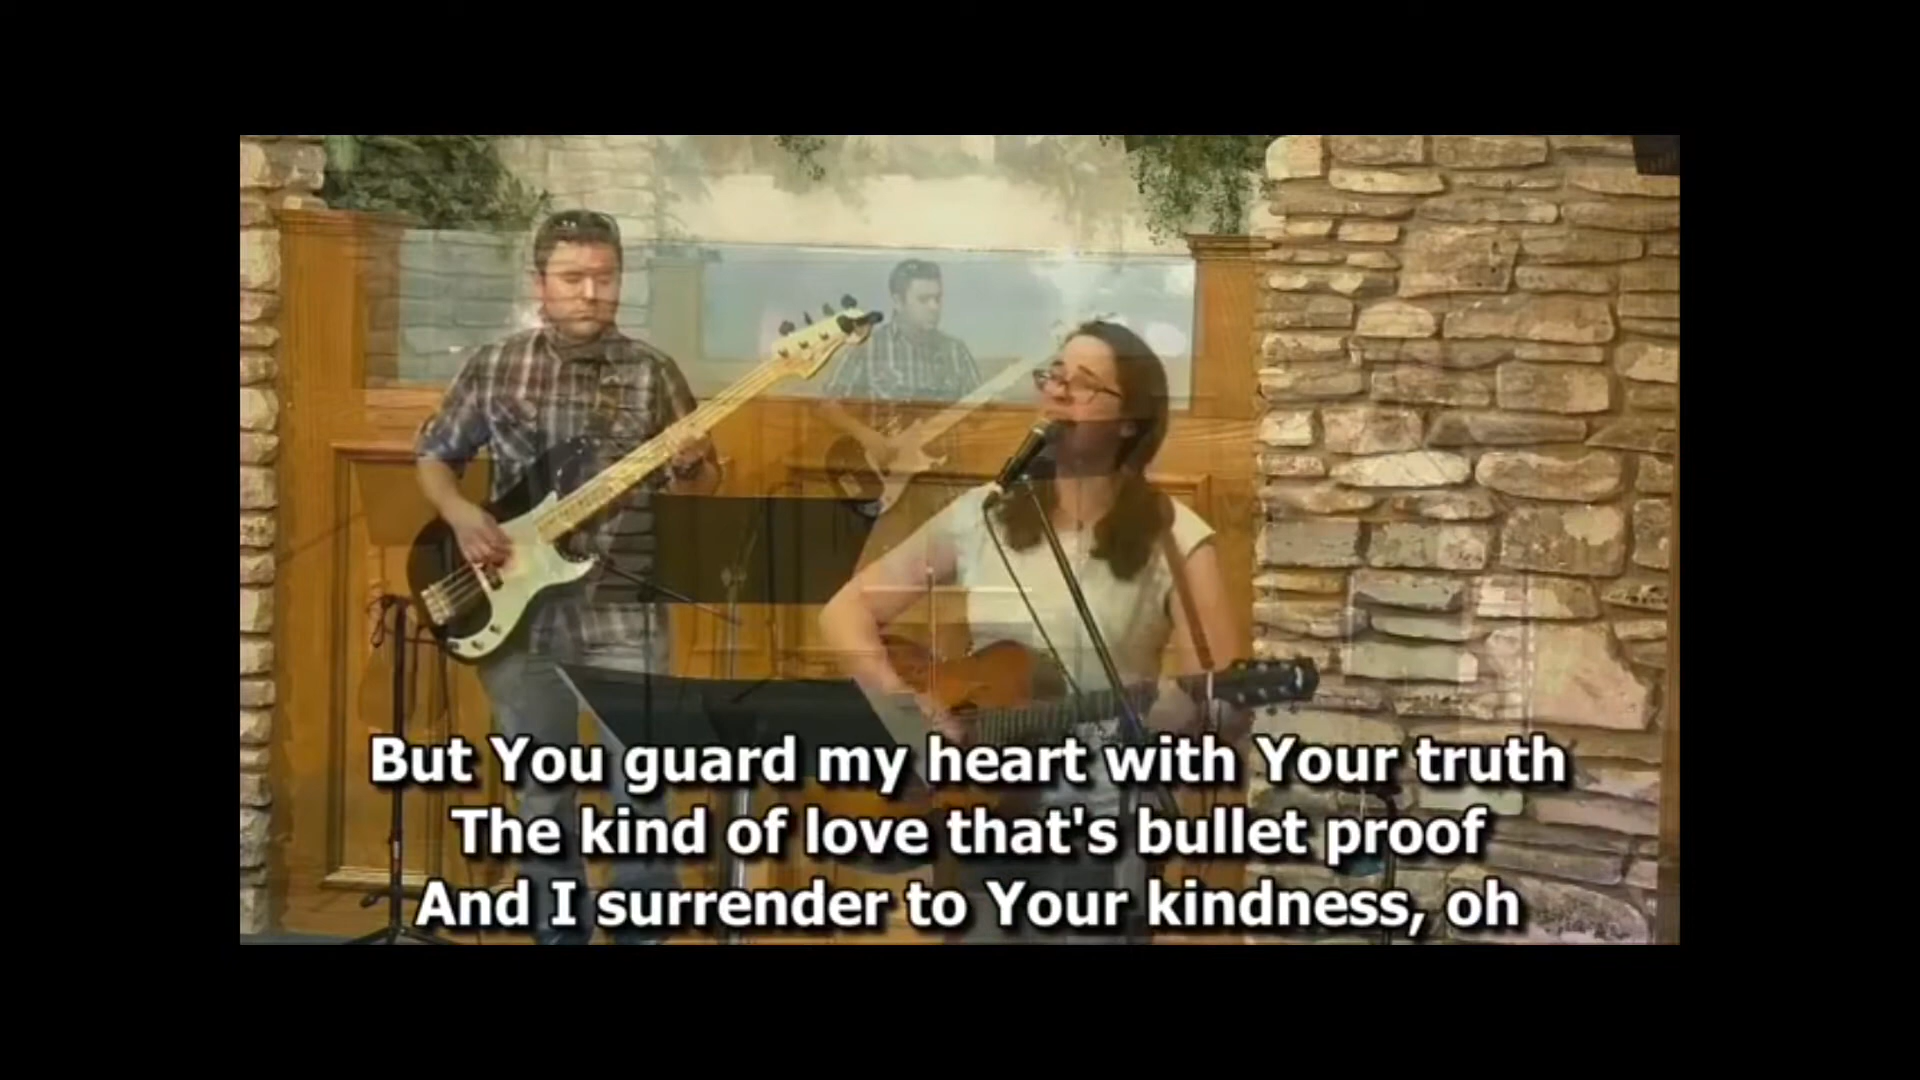 But You guard my heart with Your truth
The kind of love that's bullet proof
And I surrender to Your kindness, oh